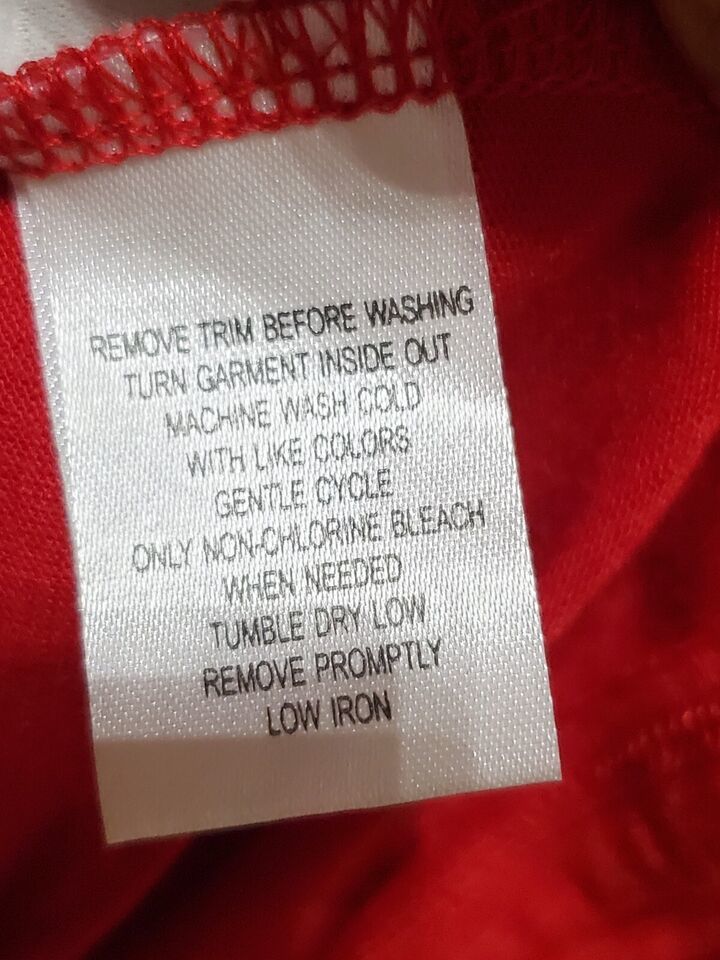 REMOVE TRIM BEFORE WASHING
TURN GARMENT INSIDE OUT
MACHINE WASH COLD
WITH LIKE COLORS
GENTLE CYCLE
ONLY NON-CHLORINE BLEACH
WHEN NEEDED
TUMBLE DRY LOW
REMOVE PROMPTLY
LOW IRON